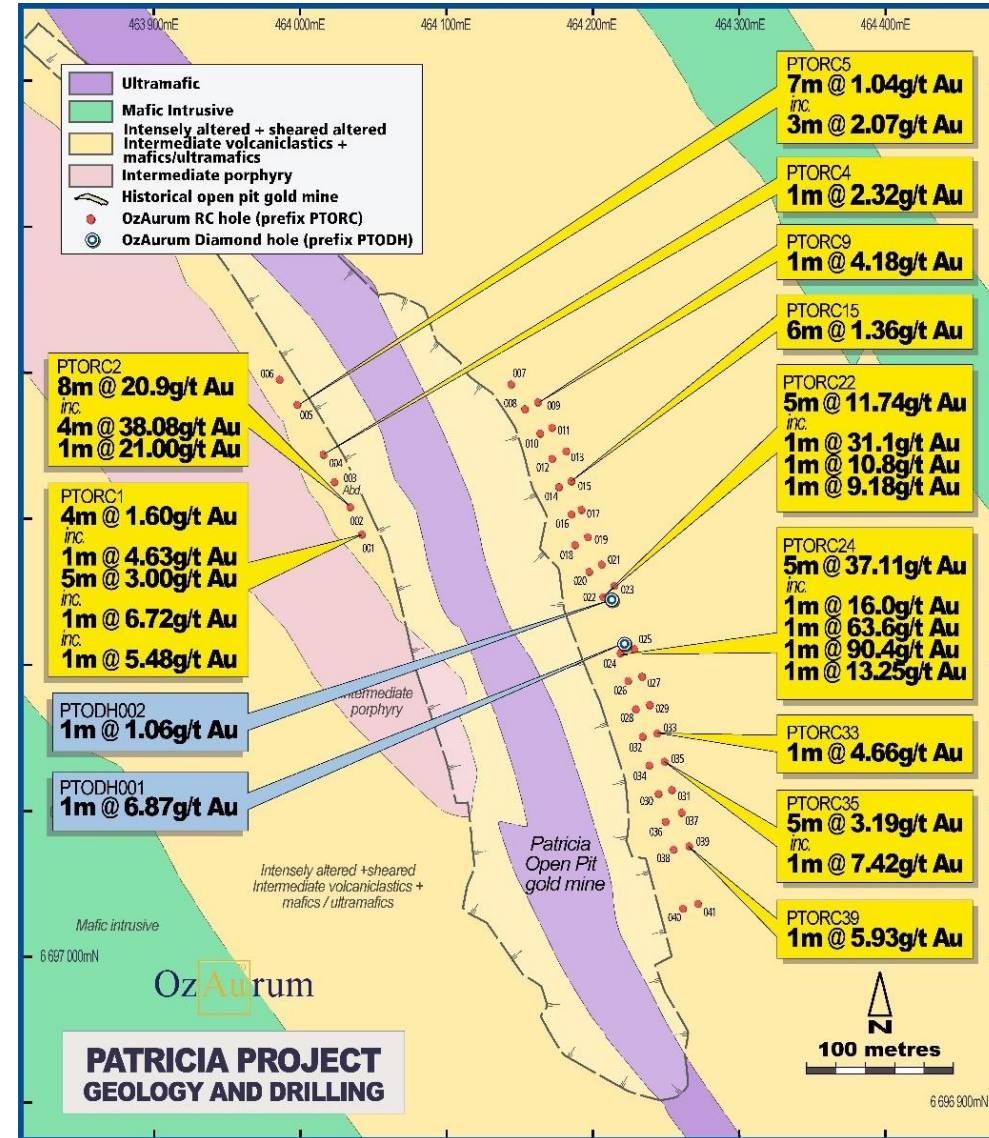 463 900mE
464 000mE
464 100mE
464 200mE
464 300mE
464 400mE
Ultramafic
Mafic Intrusive
Intensely altered + sheared altered
Intermediate volcaniclastics +
mafics/ultramafics
Intermediate porphyry
Historical open pit gold mine
OzAurum RC hole (prefix PTORC)
OzAurum Diamond hole (prefix PTODH)
PTORC5
7m @ 1.04g/t Au
inc.
3m @ 2.07g/t Au
PTORC4
1m @ 2.32g/t Au
PTORC9
1m @ 4.18g/t Au
PTORC15
6m @ 1.36g/t Au
PTORC22
5m @ 11.74g/t Au
inc.
1m @ 31.1g/t Au
1m @ 10.8g/t Au
1m @ 9.18g/t Au
PTORC24
5m @ 37.11g/t Au
inc.
1m @ 16.0g/t Au
1m @ 63.6g/t Au
1m @ 90.4g/t Au
1m @ 13.25g/t Au
PTORC33
1m @ 4.66g/t Au
PTORC35
5m @ 3.19g/t Au
inc.
1m @ 7.42g/t Au
PTORC39
1m @ 5.93g/t Au
PTORC2
8m @ 20.9g/t Au
inc.
4m @ 38.08g/t Au
1m @ 21.00g/t Au
PTORC1
4m @ 1.60g/t Au
inc.
1m @ 4.63g/t Au
5m @ 3.00g/t Au
inc.
1m @ 6.72g/t Au
inc.
1m @ 5.48g/t Au
PTODH002
1m @ 1.06g/t Au
PTODH001
1m @ 6.87g/t Au
006
005
004
003
Abd.
002
001
007
008
009
010
011
012
013
014
015
016
017
018
019
020
021
022
023
024
025
026
027
028
029
032
033
034
035
030
031
036
037
038
039
040
041
Intermediate
porphyry
Patricia
Open Pit
gold mine
Intensely altered +sheared
Intermediate volcaniclastics +
mafics / ultramafics
Mafic intrusive
6 697 000mN
OzAurum
PATRICIA PROJECT
GEOLOGY AND DRILLING
N
100 metres
6 696 900mN